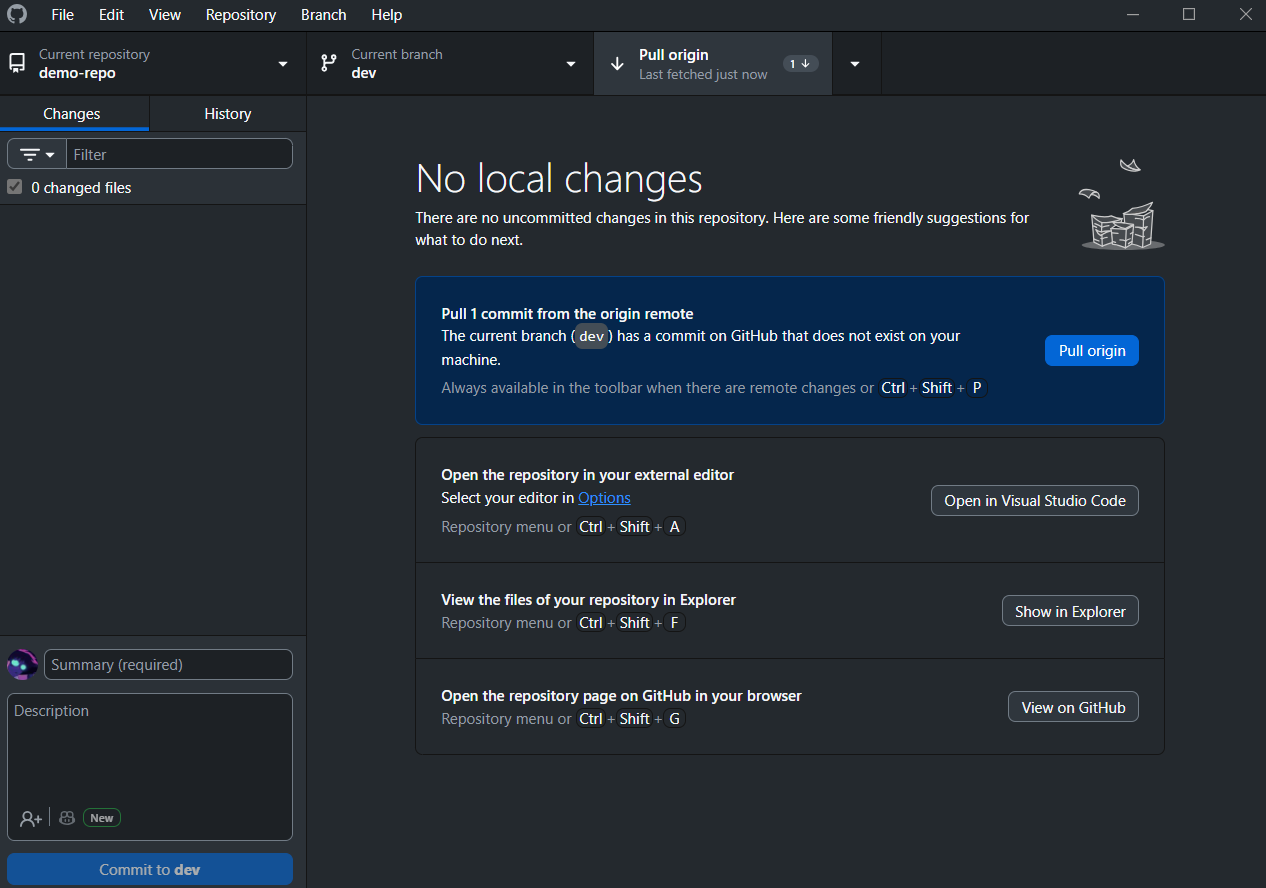 File Edit View Repository Branch Help
Current repository
demo-repo
Current branch
dev
Pull origin
Last fetched just now
1
Changes History
Filter
0 changed files
No local changes
There are no uncommitted changes in this repository. Here are some friendly suggestions for
what to do next.
Pull 1 commit from the origin remote
The current branch (dev) has a commit on GitHub that does not exist on your
machine.
Always available in the toolbar when there are remote changes or Ctrl + Shift + P
Pull origin
Open the repository in your external editor
Select your editor in Options
Repository menu or Ctrl + Shift + A
Open in Visual Studio Code
View the files of your repository in Explorer
Repository menu or Ctrl + Shift + F
Show in Explorer
Open the repository page on GitHub in your browser
Repository menu or Ctrl + Shift + G
View on GitHub
Summary (required)
Description
New
Commit to dev